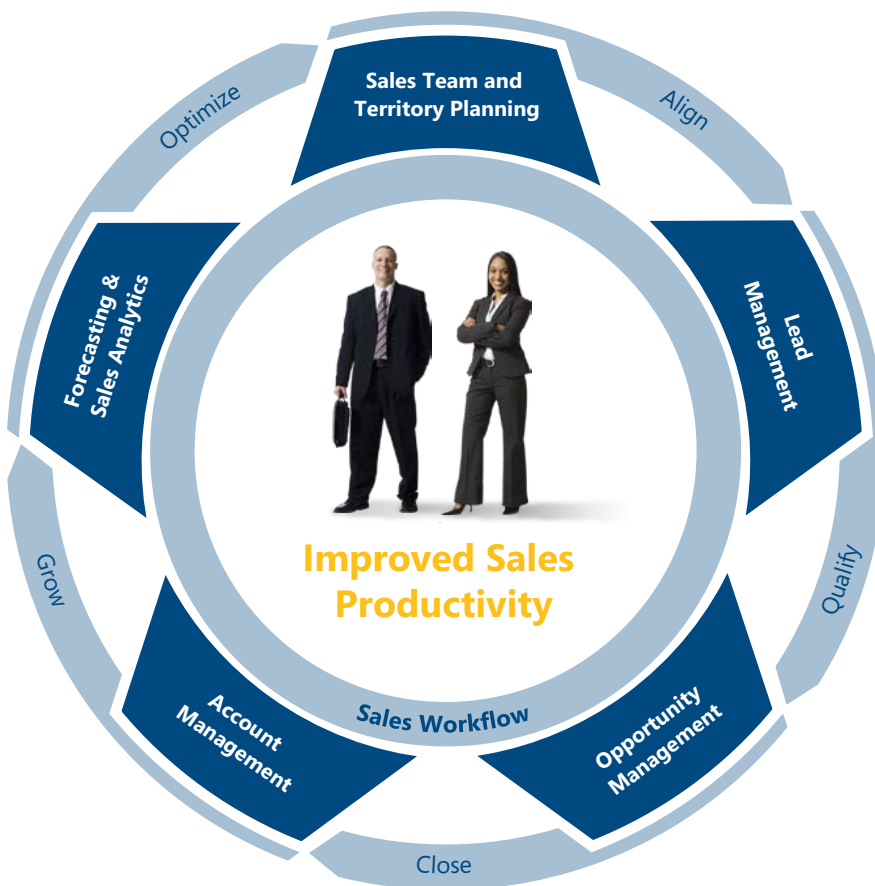 Sales Team and
Territory Planning
Align
Lead
Management
Qualify
Opportunity
Management
Close
Account
Management
Grow
Forecasting &
Sales Analytics
Optimize
Improved Sales
Productivity
Sales Workflow